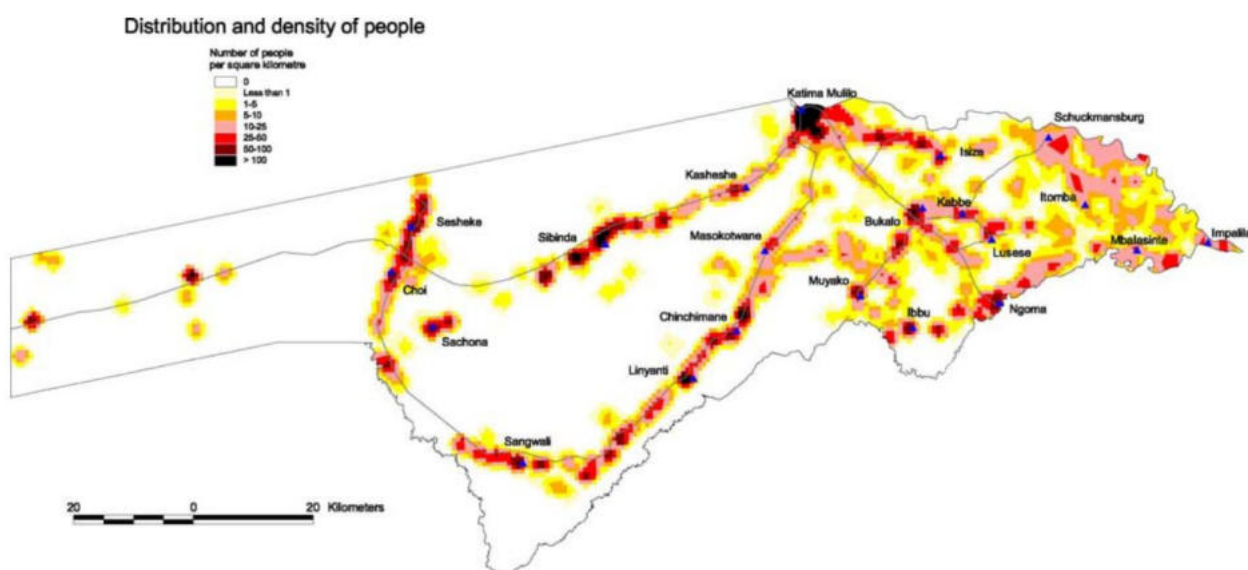 Distribution and density of people
Number of people
per square kilometre
0
Less than 1
1-5
5-10
10-25
25-50
50-100
> 100
Katima Mulilo
Schuckmansburg
Isize
Kasheshe
Kabbe
Itomba
Sesheke
Bukalo
Sibinda
Masokotwane
Impalila
Lusese
Mbalasinte
Choi
Muyako
Chinchimane
Ibbu
Ngoma
Sachona
Linyanti
Sangwali
20 0 20 Kilometers